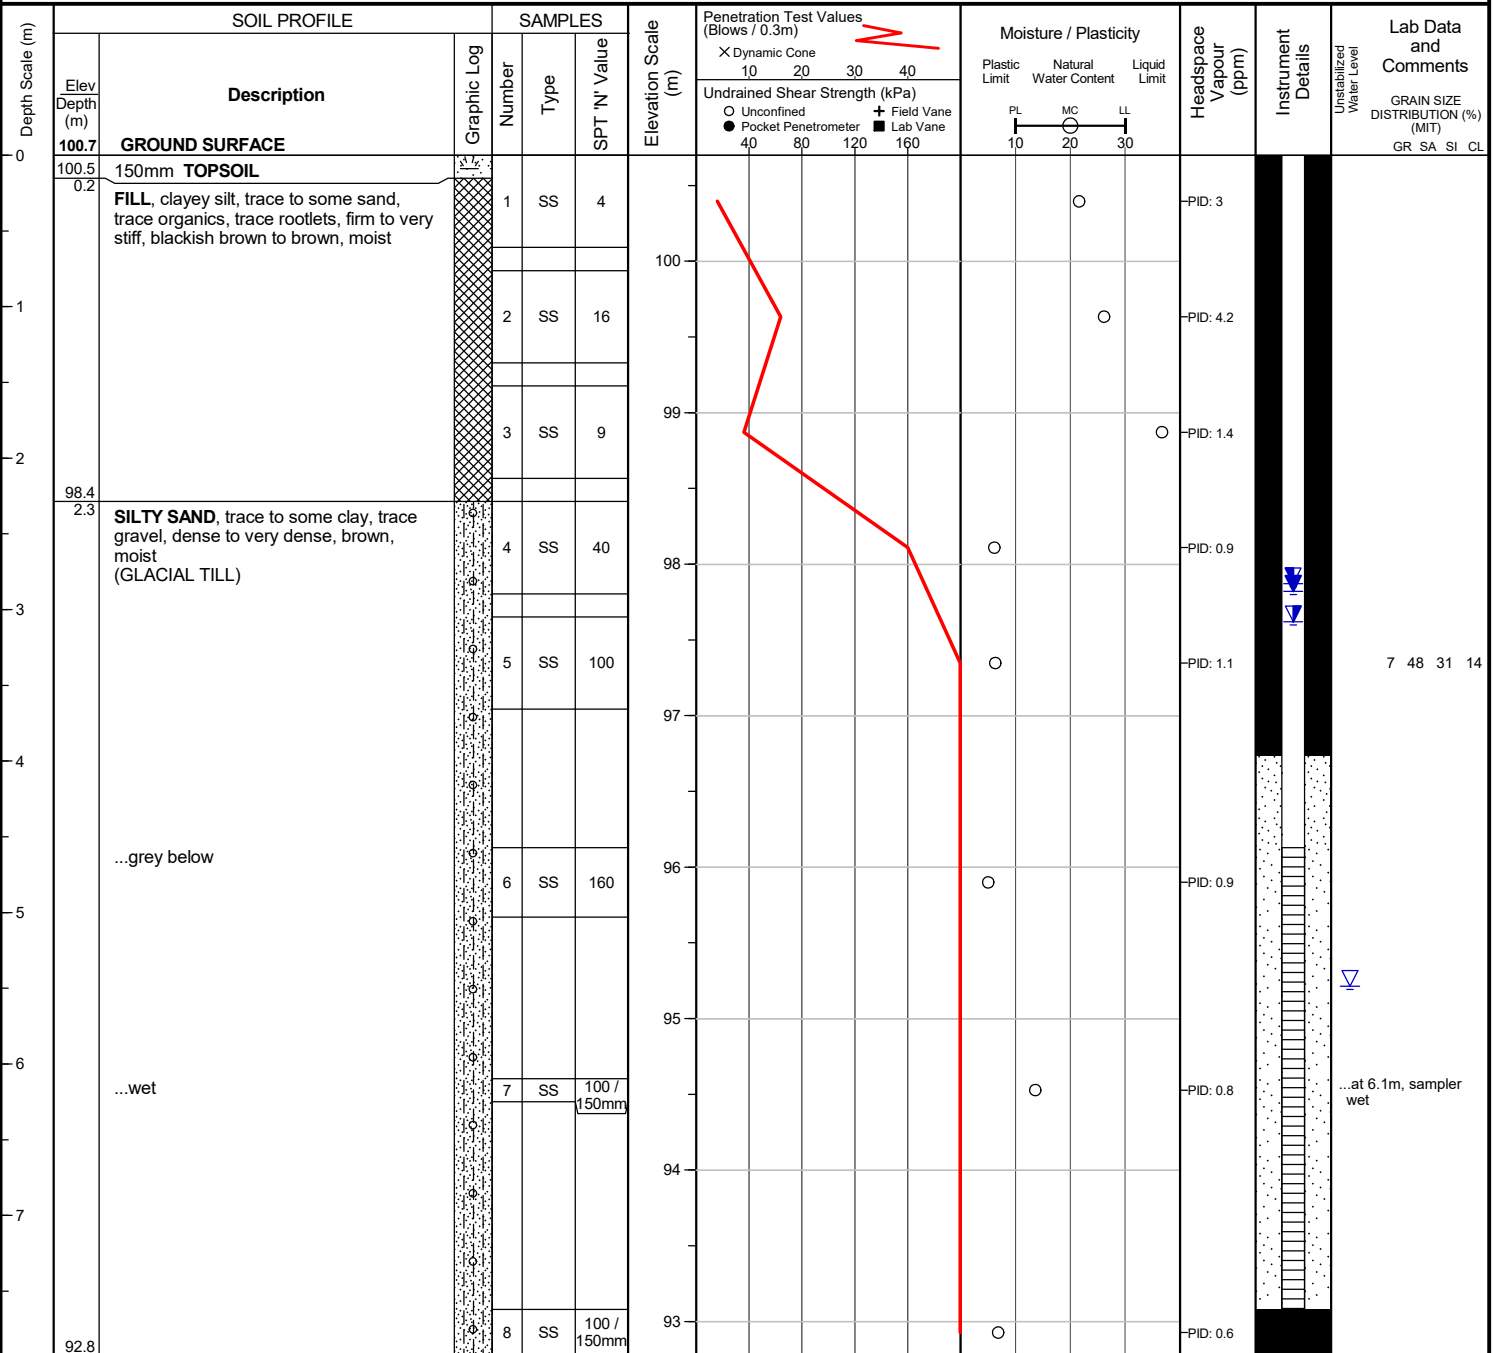 SOIL PROFILE
SAMPLES
Depth Scale (m)
Elev
Depth
(m)
Description
Graphic Log
Number
Type
SPT 'N' Value
Elevation Scale
(m)
Penetration Test Values
(Blows / 0.3m)
Dynamic Cone
10 20 30 40
Undrained Shear Strength (kPa)
Unconfined
Field Vane
Pocket Penetrometer
Lab Vane
40 80 120 160
Moisture / Plasticity
Plastic
Limit
Natural
Water Content
Liquid
Limit
PL MC LL
10 20 30
Headspace
Vapour
(ppm)
Instrument
Details
Unstabilized
Water Level
Lab Data
and
Comments
GRAIN SIZE
DISTRIBUTION (%)
(MIT)
GR SA SI CL
100.7 GROUND SURFACE
0
100.5 150mm TOPSOIL
0.2
FILL, clayey silt, trace to some sand,
trace organics, trace rootlets, firm to very
stiff, blackish brown to brown, moist
1 SS 4
PID: 3
100
1
2 SS 16
PID: 4.2
99
3 SS 9
PID: 1.4
2
98.4
2.3
SILTY SAND, trace to some clay, trace
gravel, dense to very dense, brown,
moist
(GLACIAL TILL)
4 SS 40
PID: 0.9
98
3
5 SS 100
PID: 1.1
7 48 31 14
97
4
...grey below
96
6 SS 160
PID: 0.9
5
95
6
...wet
7 SS 100 /
150mm
PID: 0.8
...at 6.1m, sampler
wet
94
7
93
8 SS 100 /
150mm
PID: 0.6
92.8